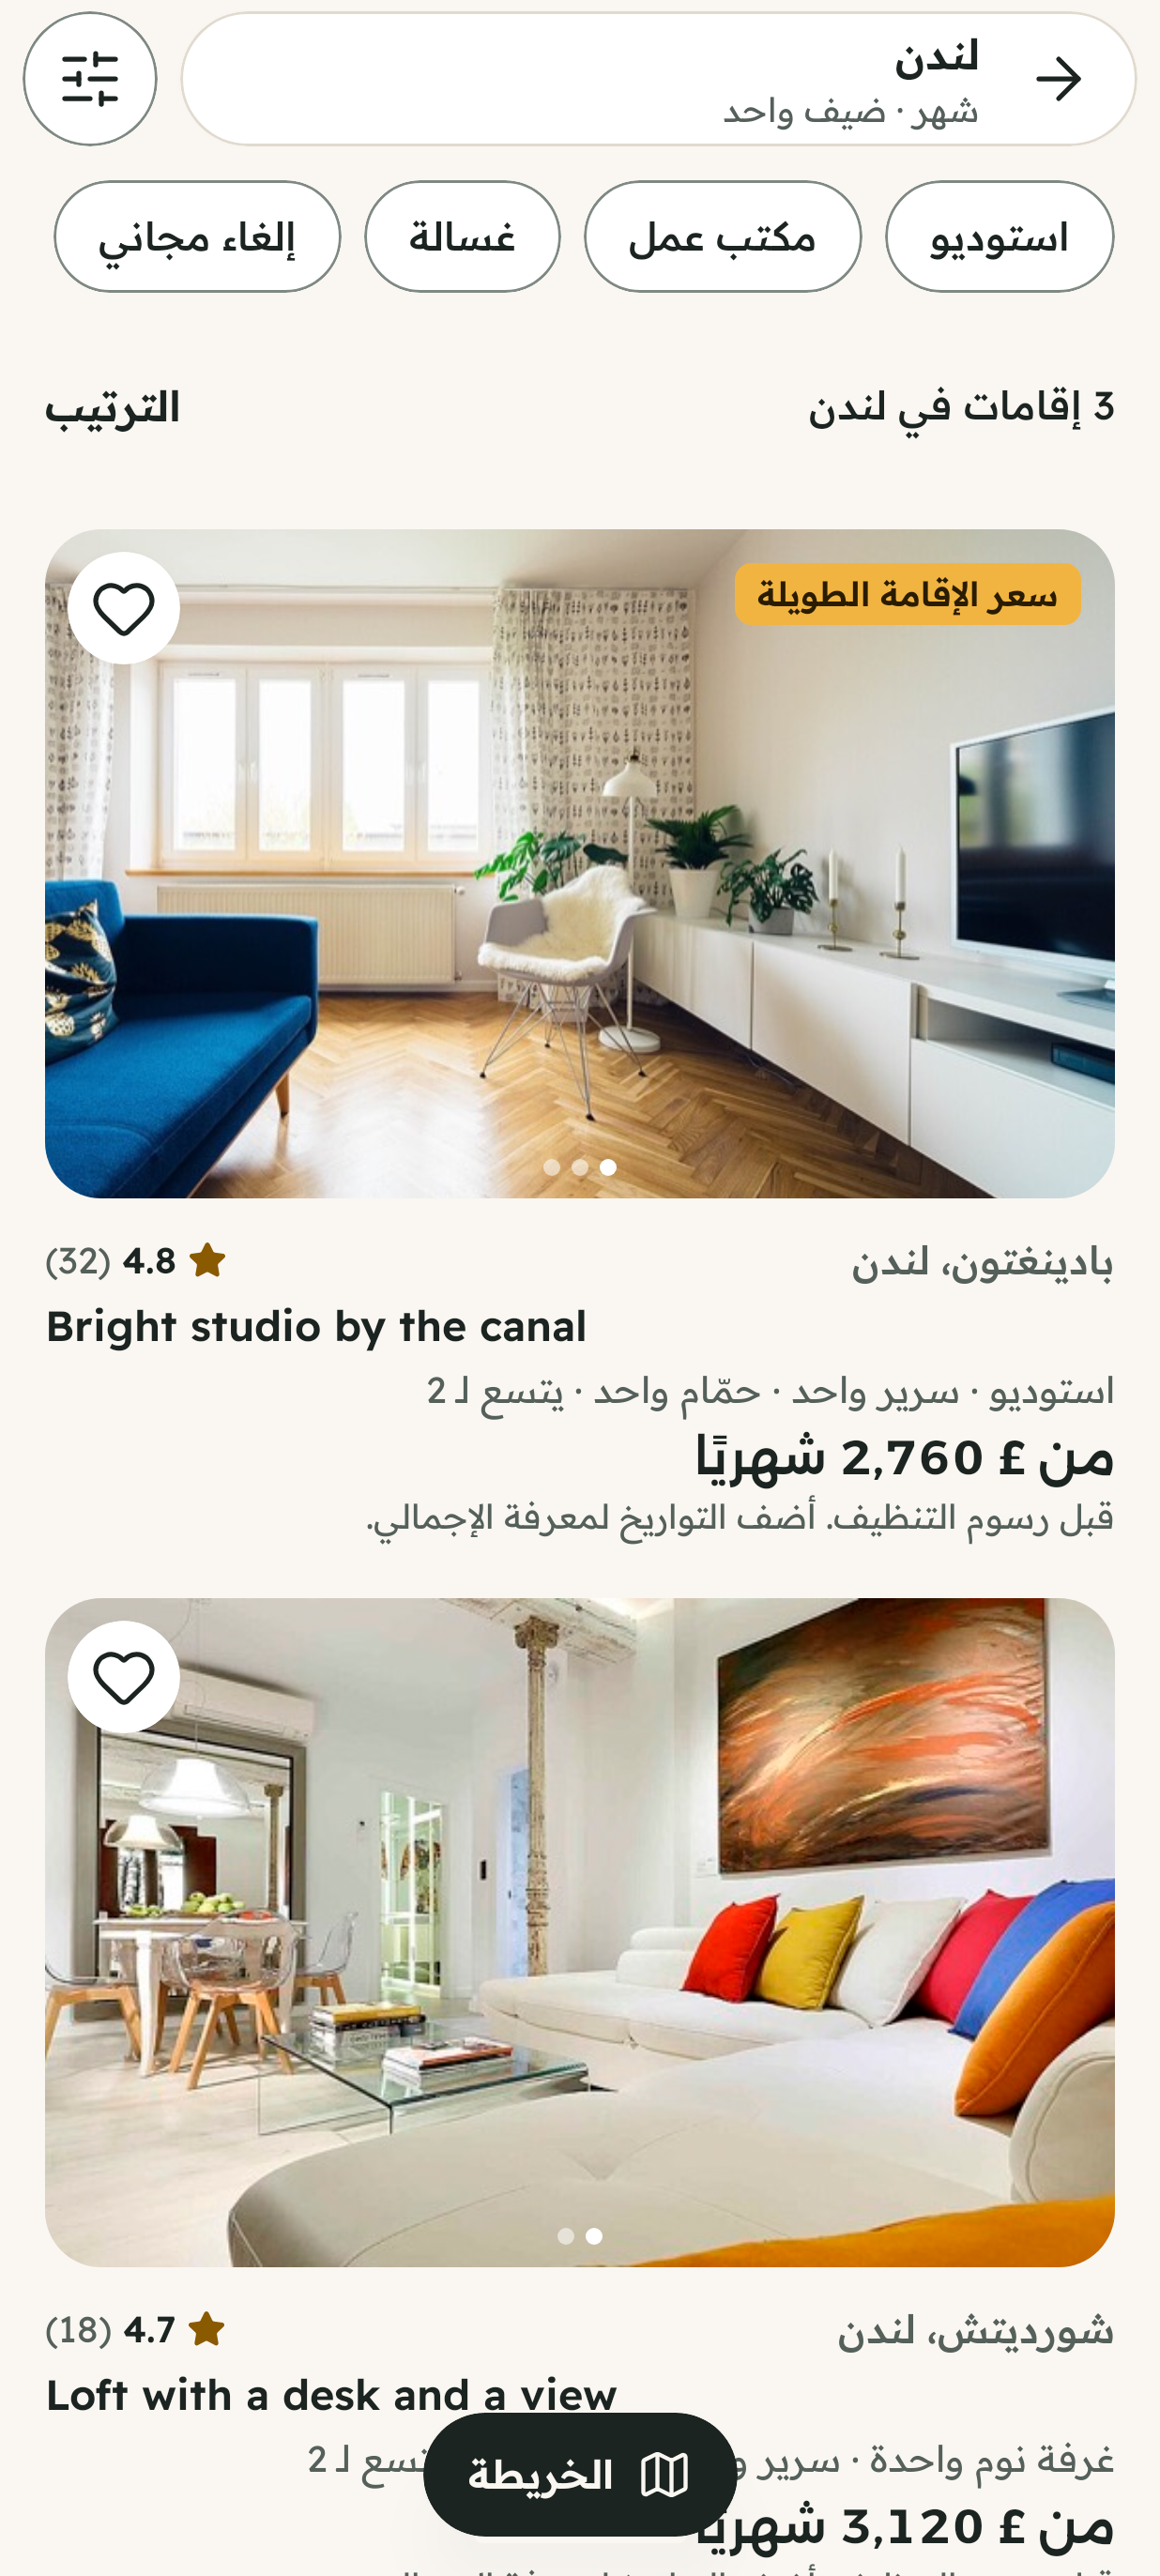 لندن
شهر · ضيف واحد
استوديو
مكتب عمل
غسالة
إلغاء مجاني
3 إقامات في لندن
الترتيب
سعر الإقامة الطويلة
بادينغتون، لندن
4.8 (32)
Bright studio by the canal
استوديو · سرير واحد · حمّام واحد · يتسع لـ 2
من £ 2,760 شهريًا
قبل رسوم التنظيف. أضف التواريخ لمعرفة الإجمالي.
شورديتش، لندن
4.7 (18)
Loft with a desk and a view
غرفة نوم واحدة · سرير
لـ 2
الخريطة
من £ 3,120 شهريًا